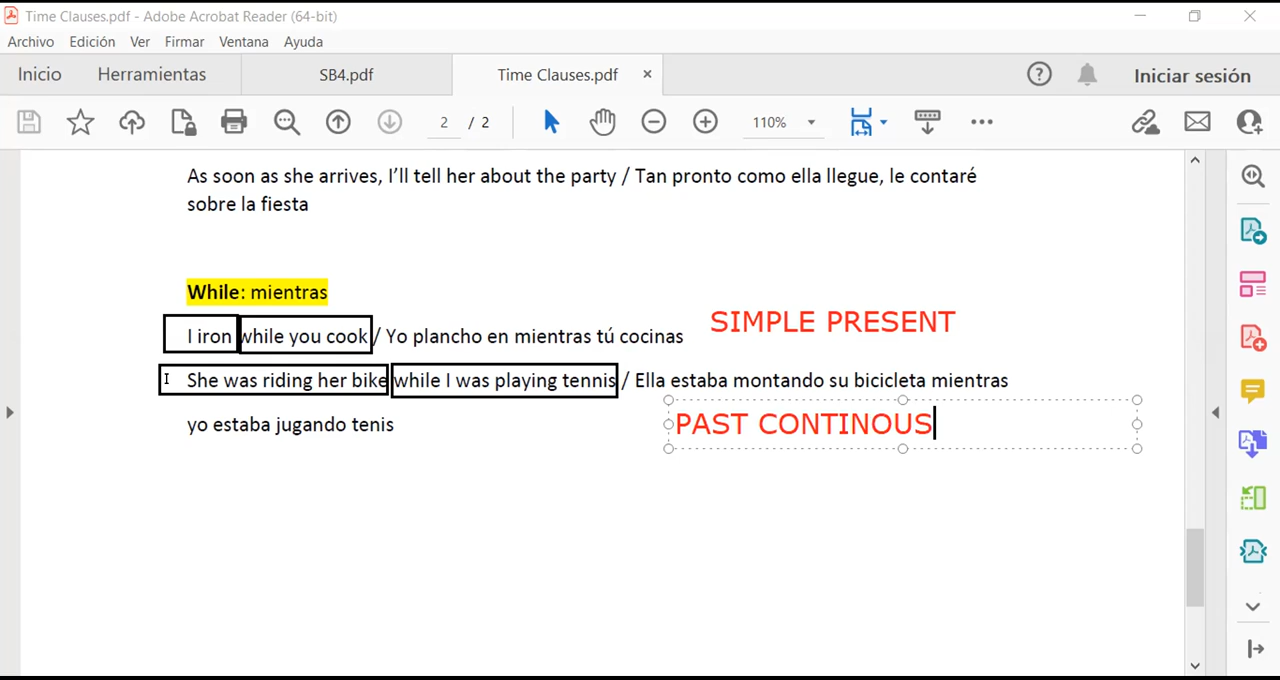 Time Clauses.pdf - Adobe Acrobat Reader (64-bit)
Archivo Edición Ver Firmar Ventana Ayuda
Inicio Herramientas SB4.pdf Time Clauses.pdf × Iniciar sesión
2 / 2 110%
As soon as she arrives, I’ll tell her about the party / Tan pronto como ella llegue, le contaré
sobre la fiesta
While: mientras
I iron while you cook / Yo plancho en mientras tú cocinas SIMPLE PRESENT
She was riding her bike while I was playing tennis / Ella estaba montando su bicicleta mientras
yo estaba jugando tenis PAST CONTINOUS